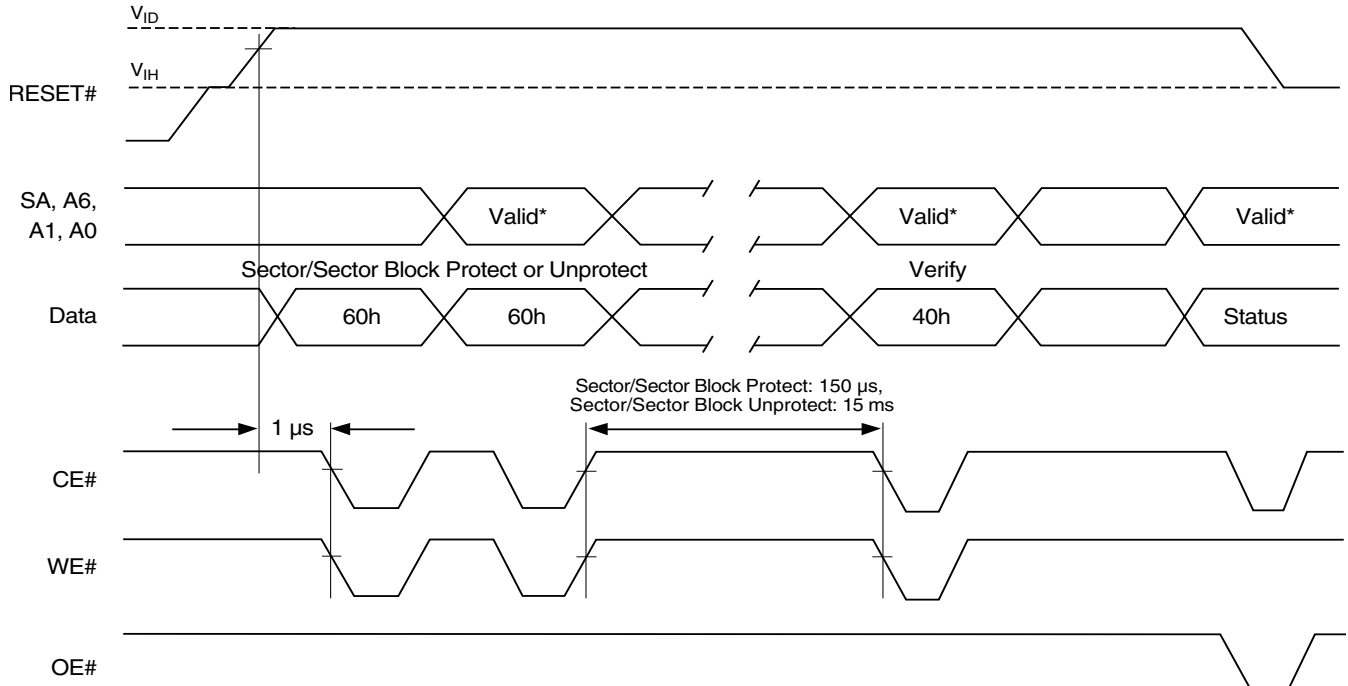 VID
VIH
RESET#
SA, A6,
A1, A0
Valid*
Valid*
Valid*
Sector/Sector Block Protect or Unprotect
Verify
Data
60h
60h
40h
Status
Sector/Sector Block Protect: 150 µs,
Sector/Sector Block Unprotect: 15 ms
1 µs
CE#
WE#
OE#